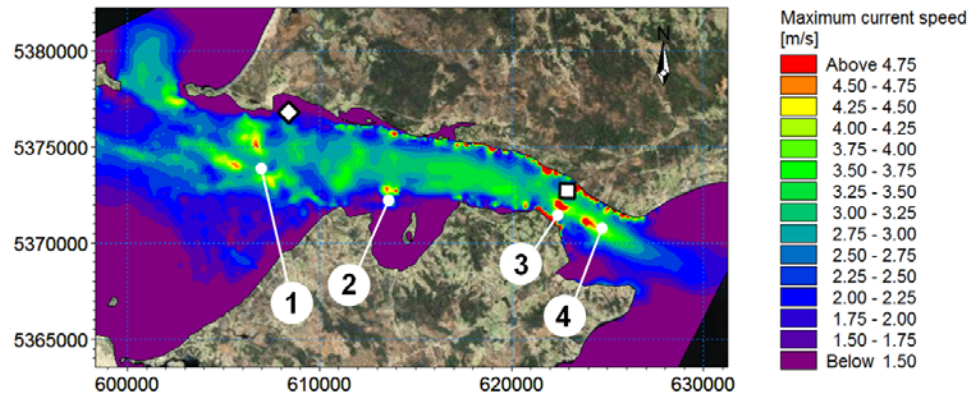 Maximum current speed
[m/s]
Above 4.75
4.50 - 4.75
4.25 - 4.50
4.00 - 4.25
3.75 - 4.00
3.50 - 3.75
3.25 - 3.50
3.00 - 3.25
2.75 - 3.00
2.50 - 2.75
2.25 - 2.50
2.00 - 2.25
1.75 - 2.00
1.50 - 1.75
Below 1.50
N
5380000
5375000
5370000
5365000
1
2
3
4
600000
610000
620000
630000